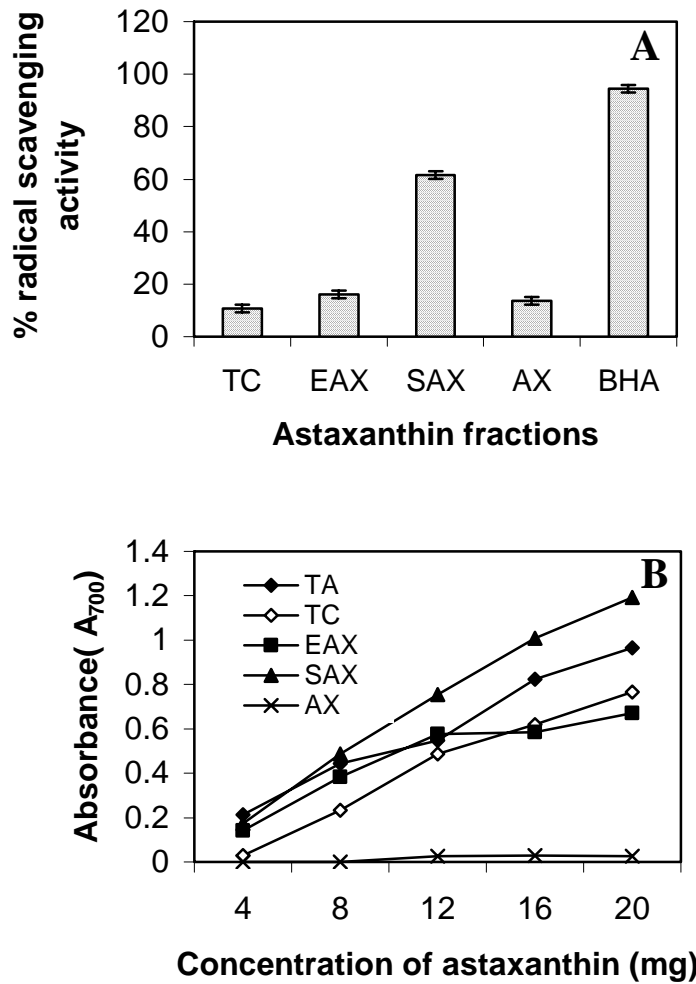 A
% radical scavenging
activity
120
100
80
60
40
20
0
TC EAX SAX AX BHA
Astaxanthin fractions
B
Absorbance( A700)
1.4
1.2
1
0.8
0.6
0.4
0.2
0
TA
TC
EAX
SAX
AX
4 8 12 16 20
Concentration of astaxanthin (mg)